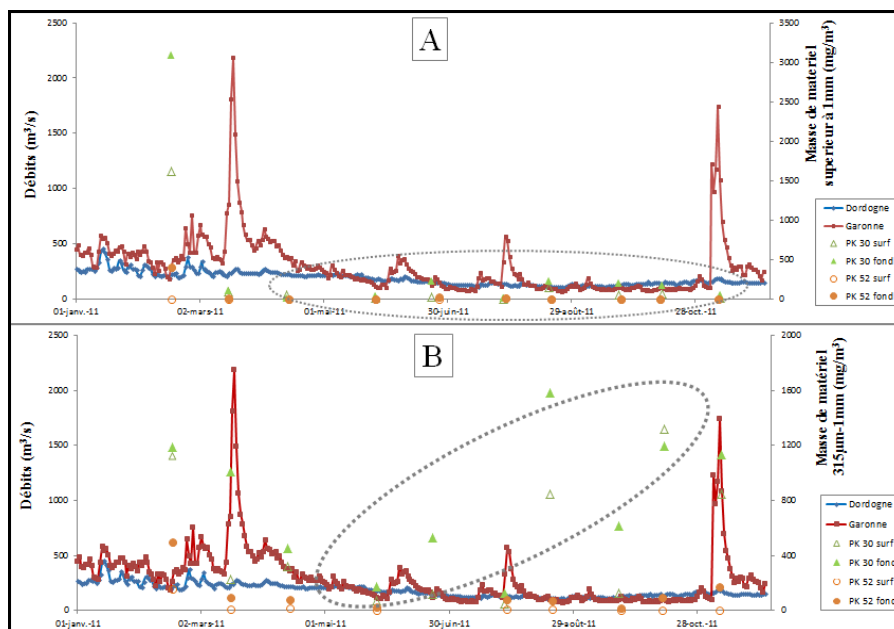 A
Débits (m³/s)
2500
2000
1500
1000
500
0
01-janv.-11
02-mars-11
01-mai-11
30-juin-11
29-août-11
28-oct.-11
3500
3000
2500
2000
1500
1000
500
0
Masse de matériel
superieur à 1mm (mg/m³)
Dordogne
Garonne
PK 30 surf
PK 30 fond
PK 52 surf
PK 52 fond
B
Débits (m³/s)
2500
2000
1500
1000
500
0
01-janv.-11
02-mars-11
01-mai-11
30-juin-11
29-août-11
28-oct.-11
2000
1600
1200
800
400
0
Masse de matériel
315µm-1mm (mg/m³)
Dordogne
Garonne
PK 30 surf
PK 30 fond
PK 52 surf
PK 52 fond